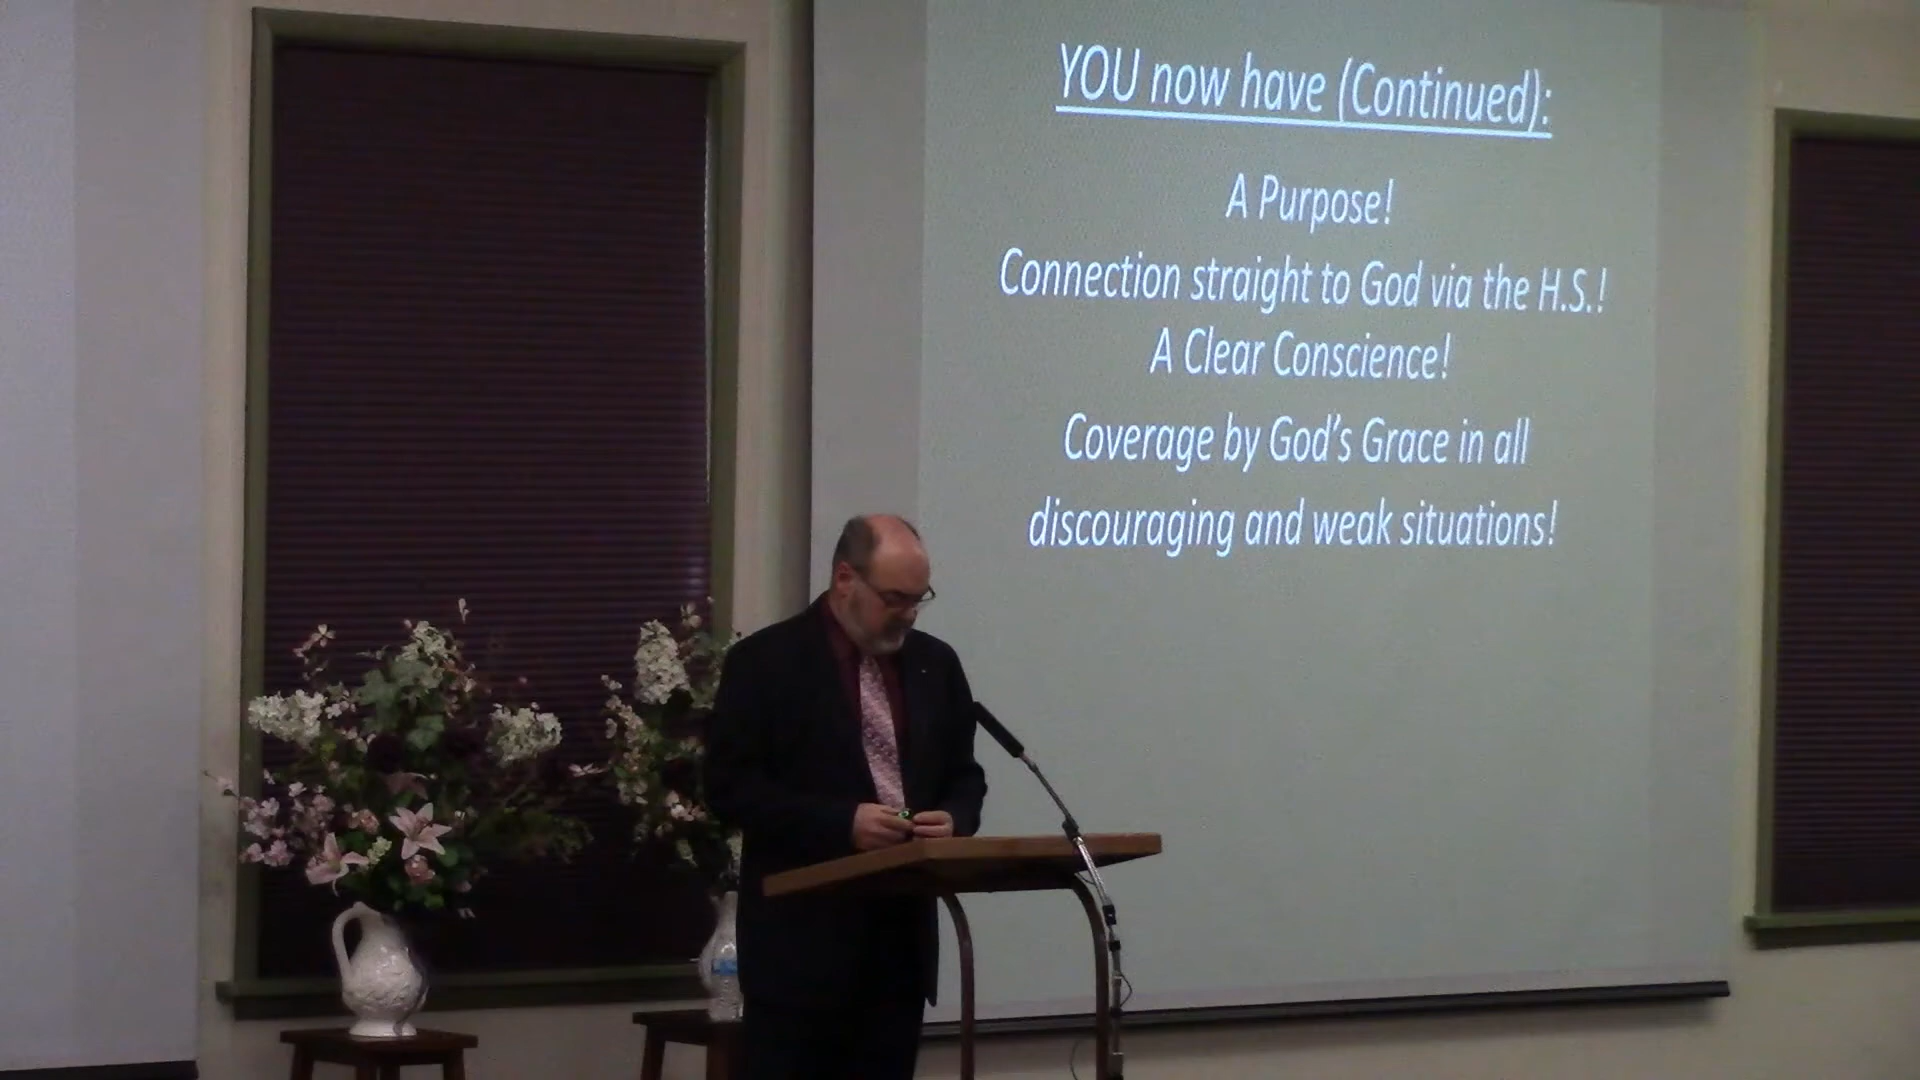 YOU now have (Continued):
A Purpose!
Connection straight to God via the H.S.!
A Clear Conscience!
Coverage by God's Grace in all
discouraging and weak situations!